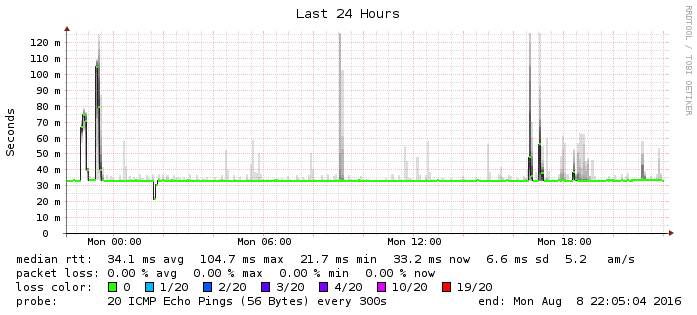 Last 24 Hours
RRDTOOL / TOBI OETIKER
Seconds
120 m
110 m
100 m
90 m
80 m
70 m
60 m
50 m
40 m
30 m
20 m
10 m
0
Mon 00:00 Mon 06:00 Mon 12:00 Mon 18:00
median rtt: 34.1 ms avg 104.7 ms max 21.7 ms min 33.2 ms now 6.6 ms sd 5.2 am/s
packet loss: 0.00 % avg 0.00 % max 0.00 % min 0.00 % now
loss color: 0 1/20 2/20 3/20 4/20 10/20 19/20
probe: 20 ICMP Echo Pings (56 Bytes) every 300s end: Mon Aug 8 22:05:04 2016